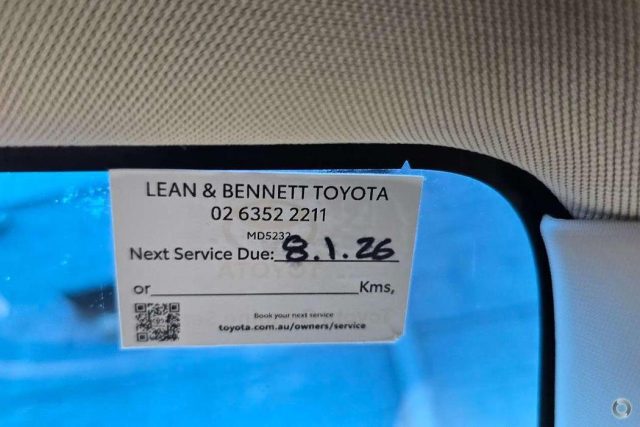 LEAN & BENNETT TOYOTA
02 6352 2211
MD5232
Next Service Due: 8.1.26
or Kms,
Book your next service
toyota.com.au/owners/service